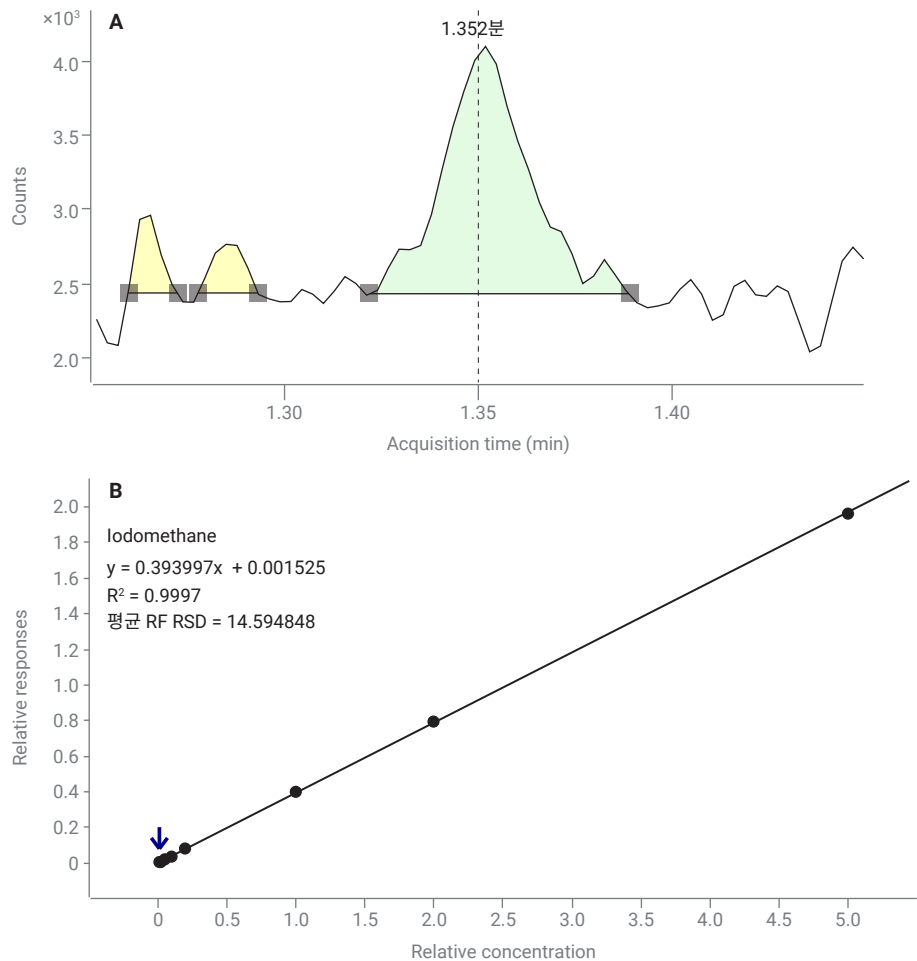 ×10³
A
1.352분
4.0
3.5
3.0
2.5
2.0
Counts
1.30
1.35
1.40
Acquisition time (min)
B
Iodomethane
y = 0.393997x + 0.001525
R² = 0.9997
평균 RF RSD = 14.594848
2.0
1.8
1.6
1.4
1.2
1.0
0.8
0.6
0.4
0.2
0
Relative responses
0
0.5
1.0
1.5
2.0
2.5
3.0
3.5
4.0
4.5
5.0
Relative concentration